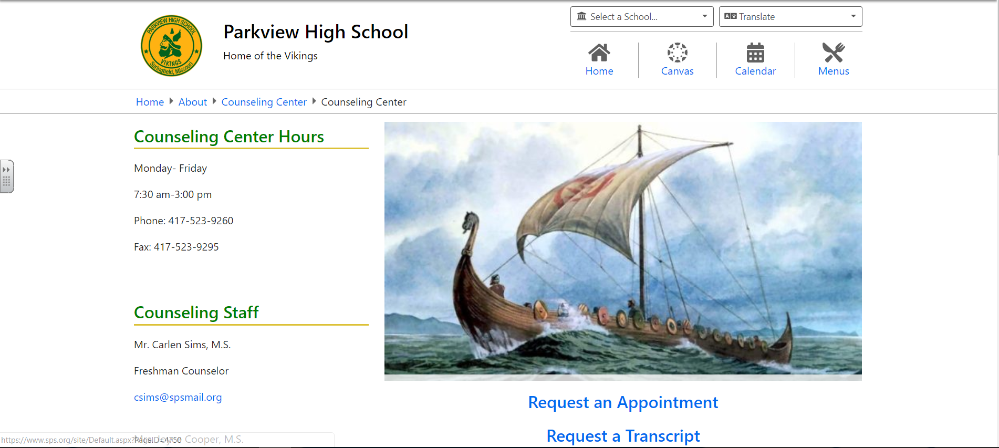 PARKVIEW HIGH SCHOOL
VIKINGS
Springfield, Missouri
Parkview High School
Home of the Vikings
Select a School...
Translate
Home
Canvas
Calendar
Menus
Home
About
Counseling Center
Counseling Center
Counseling Center Hours
Monday- Friday
7:30 am-3:00 pm
Phone: 417-523-9260
Fax: 417-523-9295
Counseling Staff
Mr. Carlen Sims, M.S.
Freshman Counselor
csims@spsmail.org
Request an Appointment
Request a Transcript
https://www.sps.org/site/Default.aspx?PageID=4750
Cooper, M.S.